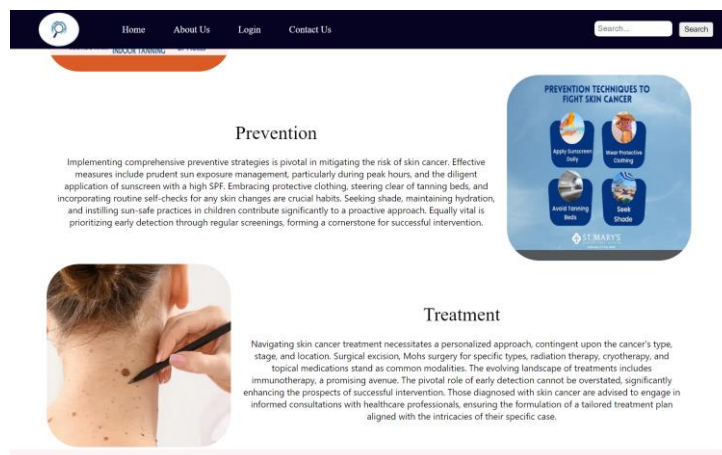 Home About Us Login Contact Us Search... Search
INDOOR TANNING
Prevention
Implementing comprehensive preventive strategies is pivotal in mitigating the risk of skin cancer. Effective
measures include prudent sun exposure management, particularly during peak hours, and the diligent
application of sunscreen with a high SPF. Embracing protective clothing, steering clear of tanning beds, and
incorporating routine self-checks for any skin changes are crucial habits. Seeking shade, maintaining hydration,
and instilling sun-safe practices in children contribute significantly to a proactive approach. Equally vital is
prioritizing early detection through regular screenings, forming a cornerstone for successful intervention.
PREVENTION TECHNIQUES TO
FIGHT SKIN CANCER
Apply Sunscreen
Daily
Wear Protective
Clothing
Avoid Tanning
Beds
Seek
Shade
ST. MARY'S
Treatment
Navigating skin cancer treatment necessitates a personalized approach, contingent upon the cancer's type,
stage, and location. Surgical excision, Mohs surgery for specific types, radiation therapy, cryotherapy, and
topical medications stand as common modalities. The evolving landscape of treatments includes
immunotherapy, a promising avenue. The pivotal role of early detection cannot be overstated, significantly
enhancing the prospects of successful intervention. Those diagnosed with skin cancer are advised to engage in
informed consultations with healthcare professionals, ensuring the formulation of a tailored treatment plan
aligned with the intricacies of their specific case.